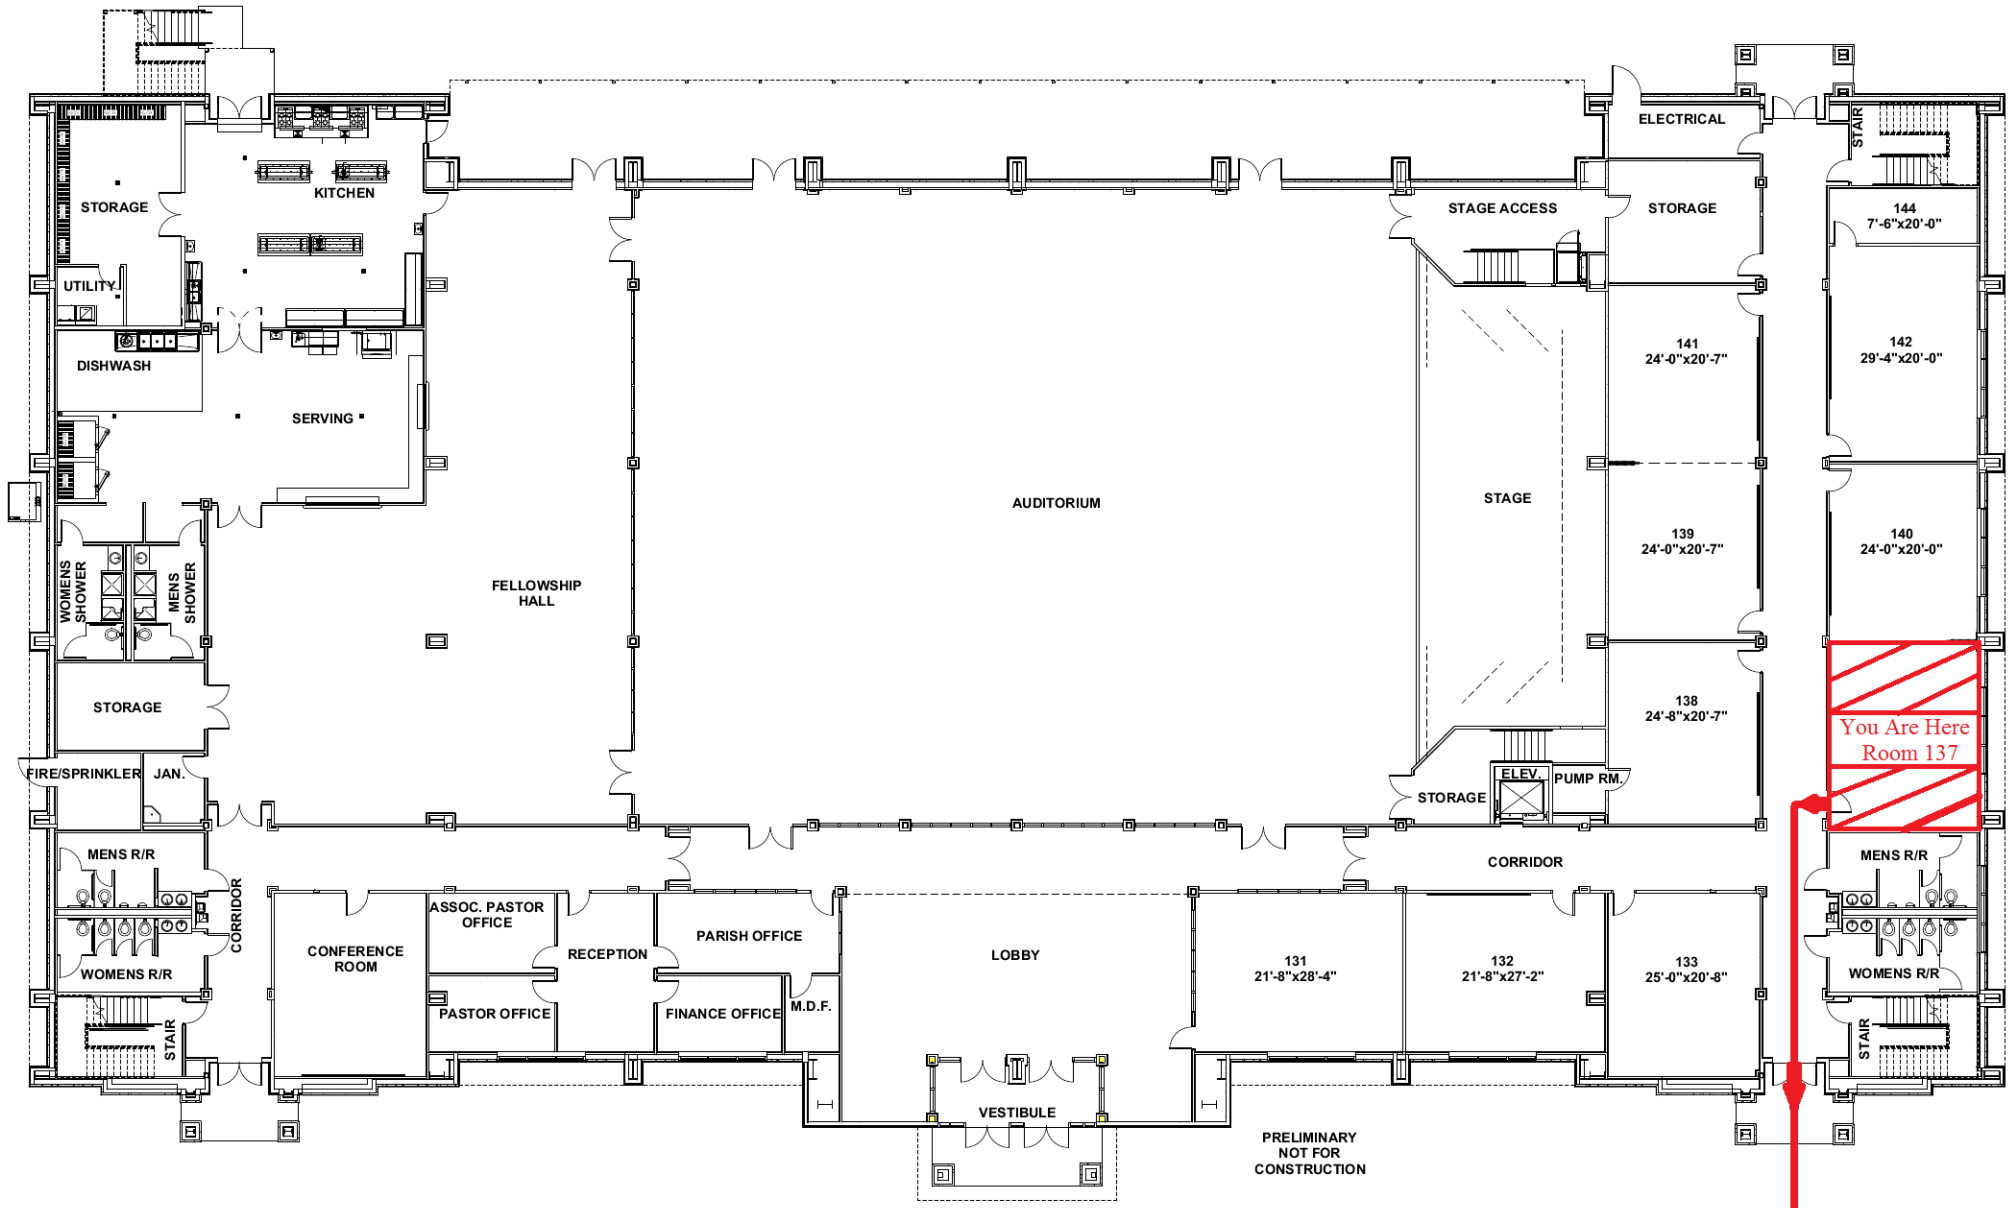 ELECTRICAL
STAIR
STORAGE
KITCHEN
STAGE ACCESS
STORAGE
144
7'-6"x20'-0"
UTILITY
DISHWASH
SERVING
141
24'-0"x20'-7"
142
29'-4"x20'-0"
AUDITORIUM
STAGE
139
24'-0"x20'-7"
140
24'-0"x20'-0"
WOMENS
SHOWER
MENS
SHOWER
FELLOWSHIP
HALL
STORAGE
138
24'-8"x20'-7"
You Are Here
Room 137
FIRE/SPRINKLER
JAN.
STORAGE
ELEV.
PUMP RM.
MENS R/R
CORRIDOR
CORRIDOR
MENS R/R
ASSOC. PASTOR
OFFICE
CONFERENCE
ROOM
RECEPTION
PARISH OFFICE
LOBBY
131
21'-8"x28'-4"
132
21'-8"x27'-2"
133
25'-0"x20'-8"
WOMENS R/R
WOMENS R/R
STAIR
PASTOR OFFICE
FINANCE OFFICE
M.D.F.
STAIR
VESTIBULE
PRELIMINARY
NOT FOR
CONSTRUCTION